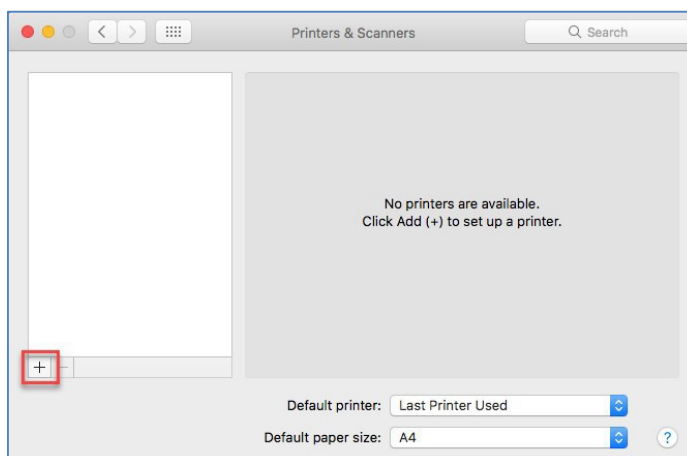 Printers & Scanners
Search
No printers are available.
Click Add (+) to set up a printer.
+ −
Default printer: Last Printer Used
Default paper size: A4
?